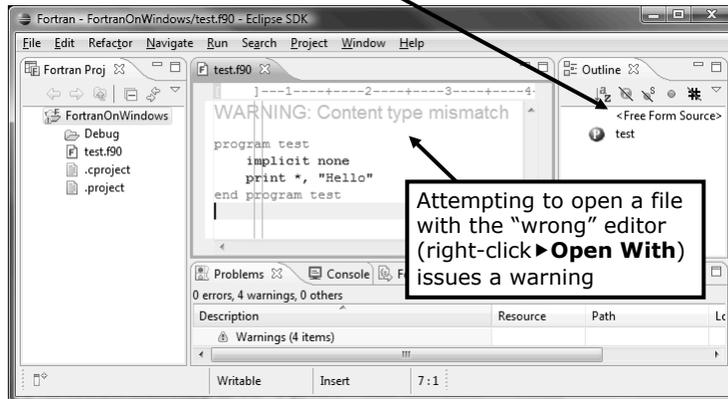 Fortran - FortranOnWindows/test.f90 - Eclipse SDK
File Edit Refactor Navigate Run Search Project Window Help
Fortran Proj
FortranOnWindows
Debug
test.f90
.cproject
.project
test.f90
]---1----+----2----+----3----+----4-
WARNING: Content type mismatch
program test
implicit none
print *, "Hello"
end program test
Outline
<Free Form Source>
test
Attempting to open a file
with the “wrong” editor
(right-click►Open With)
issues a warning
Problems Console
0 errors, 4 warnings, 0 others
Description Resource Path
Warnings (4 items)
Writable Insert 7 : 1